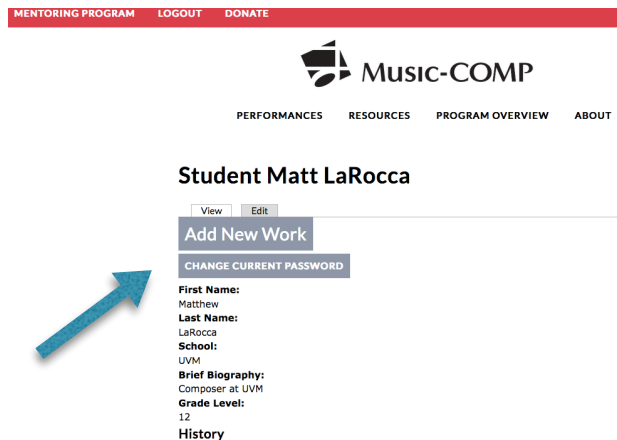 MENTORING PROGRAM LOGOUT DONATE
Music-COMP
PERFORMANCES RESOURCES PROGRAM OVERVIEW ABOUT
Student Matt LaRocca
View Edit
Add New Work
CHANGE CURRENT PASSWORD
First Name:
Matthew
Last Name:
LaRocca
School:
UVM
Brief Biography:
Composer at UVM
Grade Level:
12
History